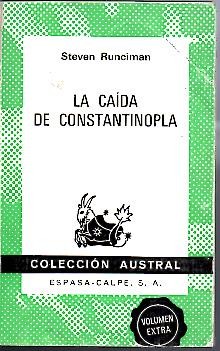 Steven Runciman
LA CAÍDA
DE CONSTANTINOPLA
COLECCIÓN AUSTRAL
ESPASA-CALPE, S. A.
VOLUMEN
EXTRA